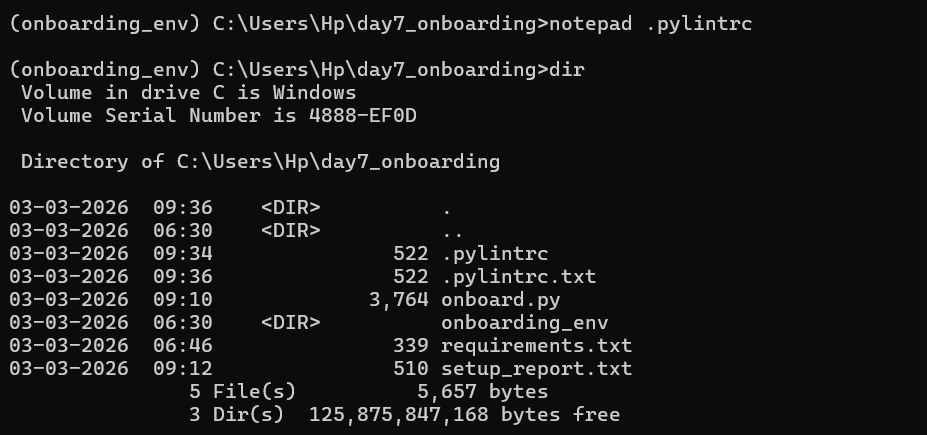 (onboarding_env) C:\Users\Hp\day7_onboarding>notepad .pylintrc
(onboarding_env) C:\Users\Hp\day7_onboarding>dir
Volume in drive C is Windows
Volume Serial Number is 4888-EF0D
Directory of C:\Users\Hp\day7_onboarding
03-03-2026  09:36    <DIR>          .
03-03-2026  06:30    <DIR>          ..
03-03-2026  09:34               522 .pylintrc
03-03-2026  09:36               522 .pylintrc.txt
03-03-2026  09:10             3,764 onboard.py
03-03-2026  06:30    <DIR>          onboarding_env
03-03-2026  06:46               339 requirements.txt
03-03-2026  09:12               510 setup_report.txt
5 File(s)          5,657 bytes
3 Dir(s)  125,875,847,168 bytes free